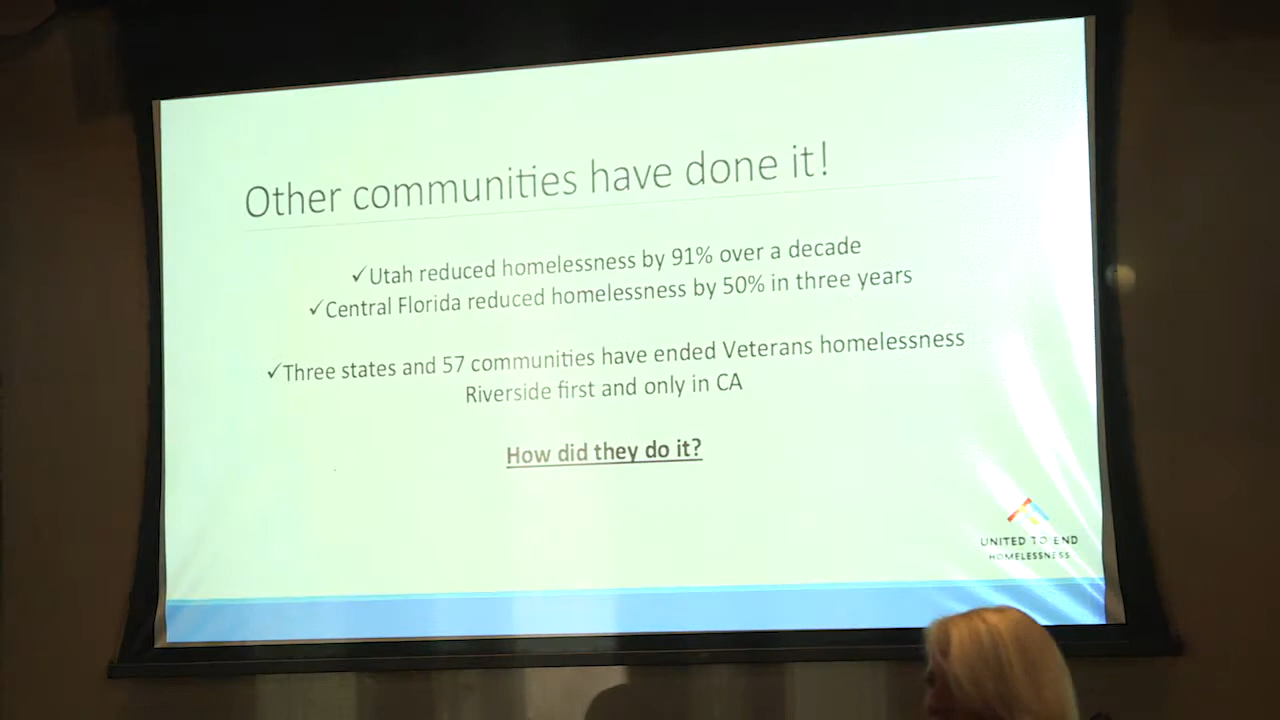 Other communities have done it!
✓Utah reduced homelessness by 91% over a decade
✓Central Florida reduced homelessness by 50% in three years
✓Three states and 57 communities have ended Veterans homelessness
Riverside first and only in CA
How did they do it?
UNITED TO END
HOMELESSNESS